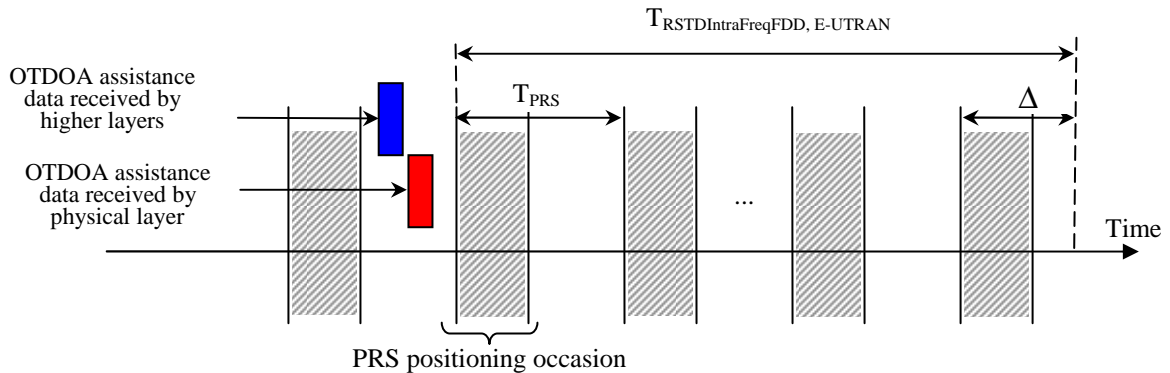 T_RSTDIntraFreqFDD, E-UTRAN
OTDOA assistance
data received by
higher layers
T_PRS
Δ
OTDOA assistance
data received by
physical layer
...
Time
PRS positioning occasion